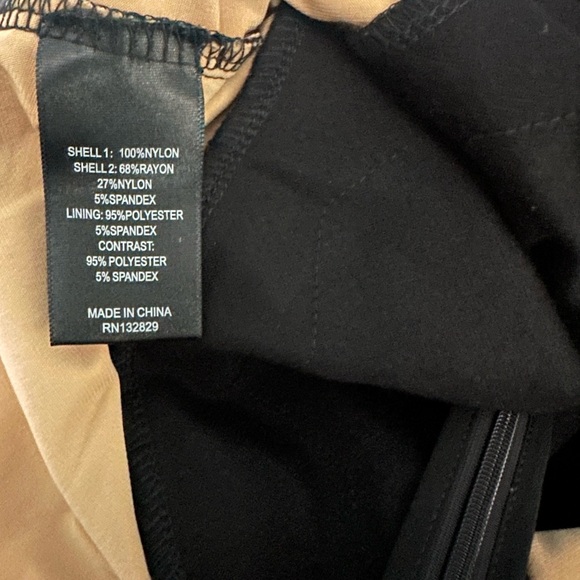 SHELL 1: 100%NYLON
SHELL 2: 68%RAYON
27%NYLON
5%SPANDEX
LINING: 95%POLYESTER
5%SPANDEX
CONTRAST:
95% POLYESTER
5% SPANDEX
MADE IN CHINA
RN132829